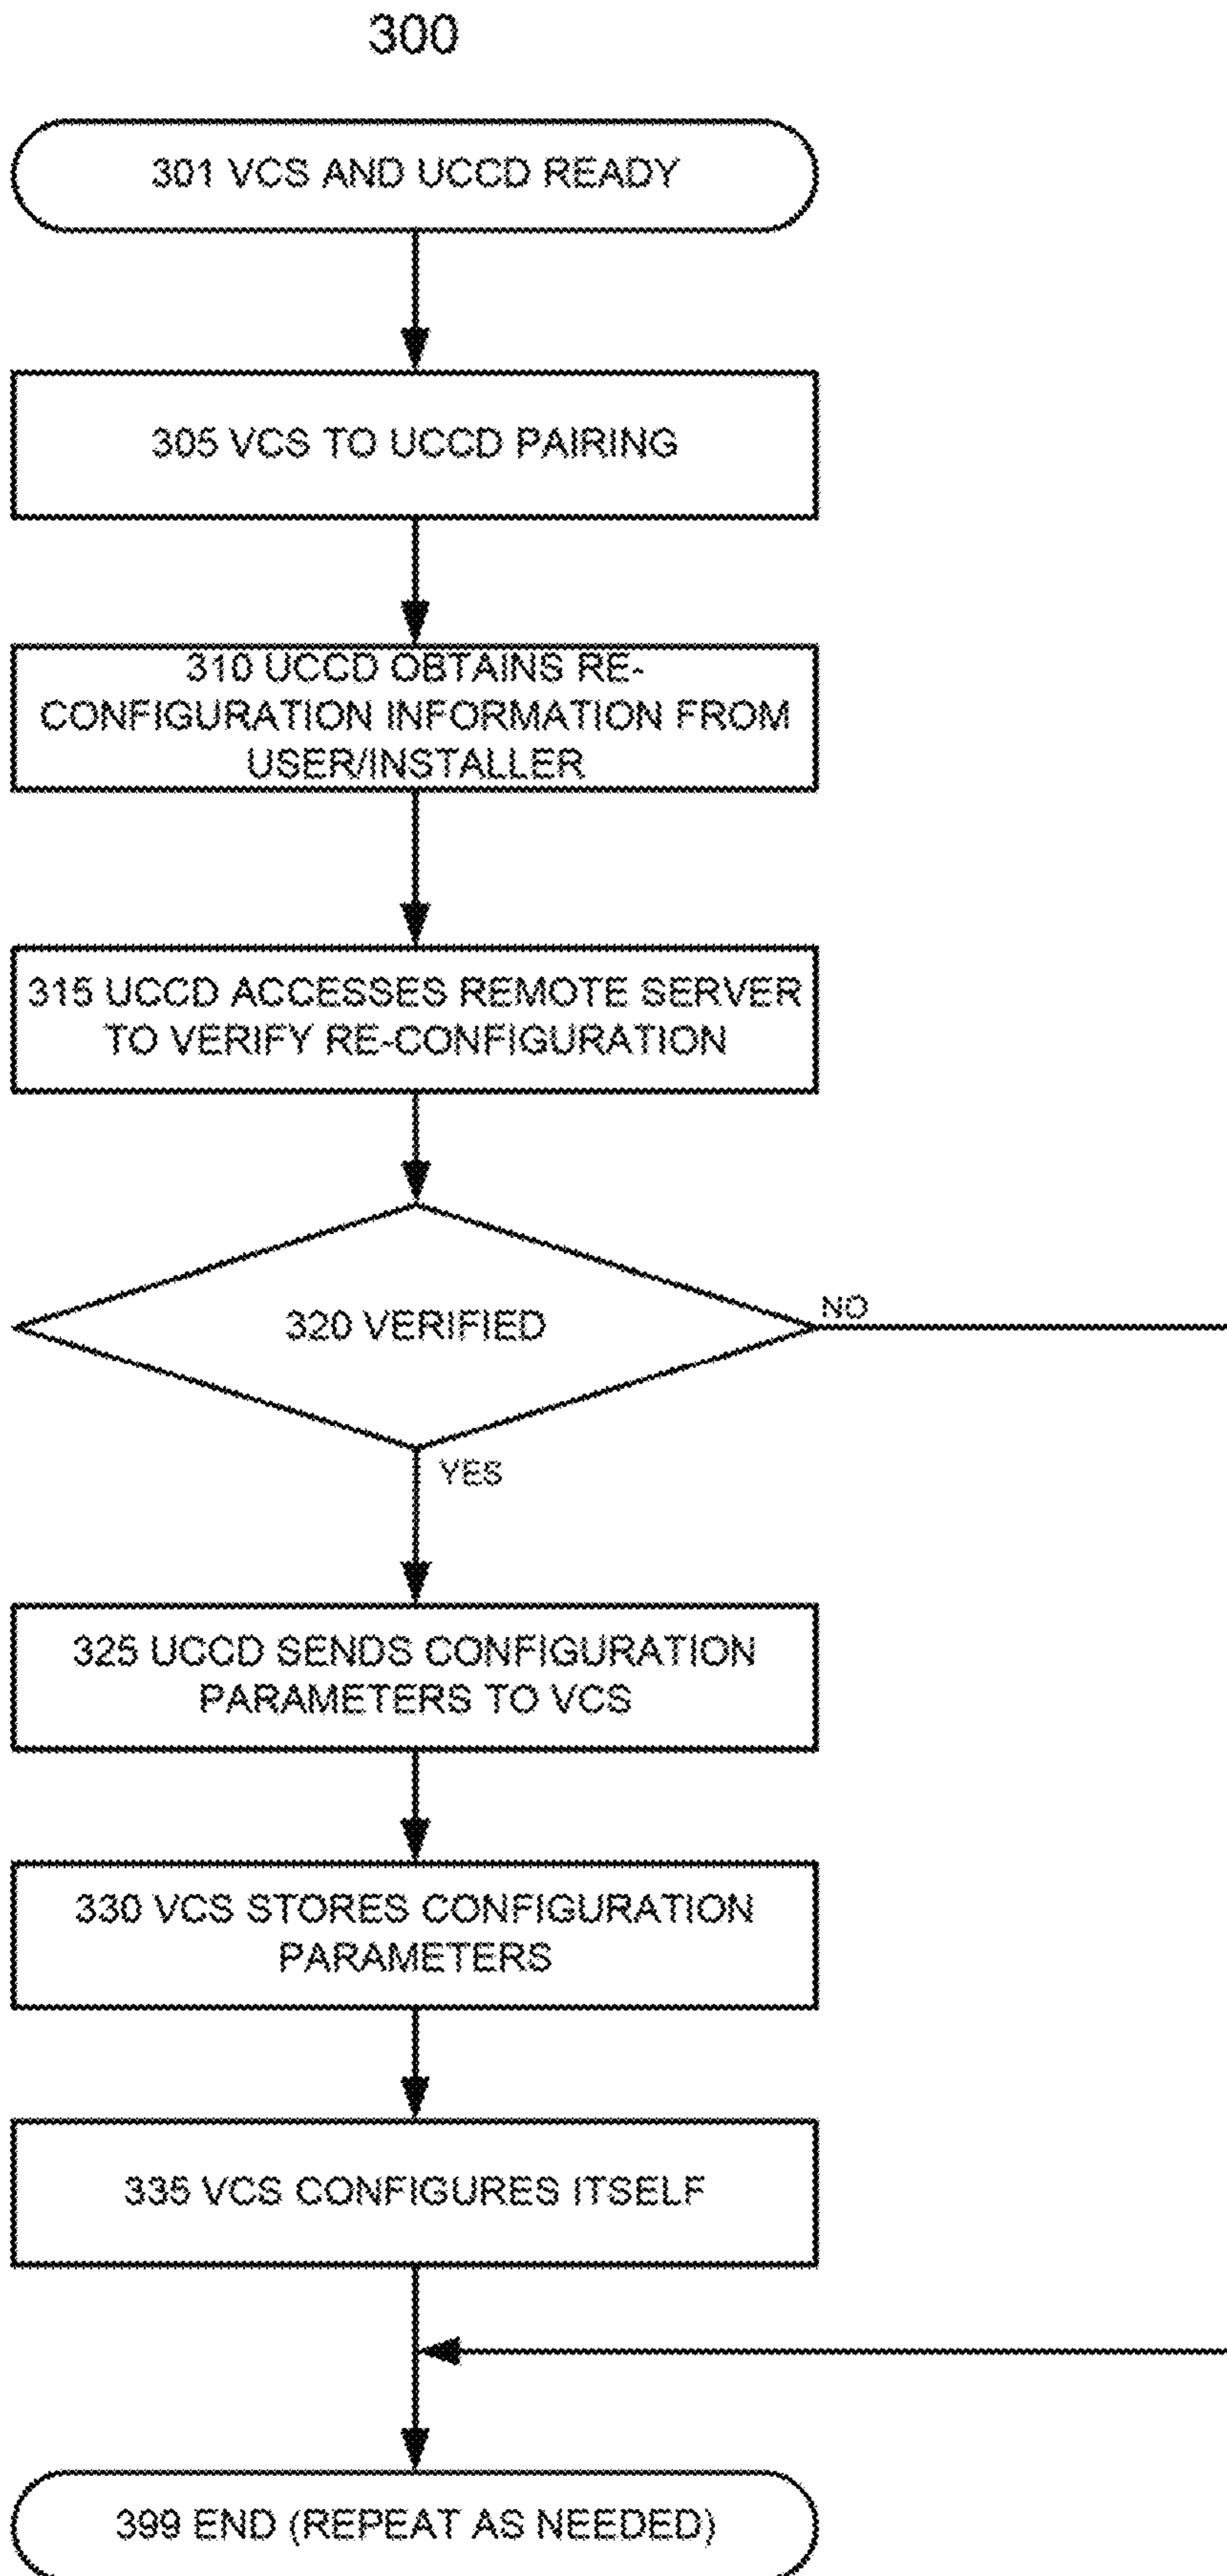 300
301 VCS AND UCCD READY
305 VCS TO UCCD PAIRING
310 UCCD OBTAINS RE-
CONFIGURATION INFORMATION FROM
USER/INSTALLER
315 UCCD ACCESSES REMOTE SERVER
TO VERIFY RE-CONFIGURATION
320 VERIFIED
NO
YES
325 UCCD SENDS CONFIGURATION
PARAMETERS TO VCS
330 VCS STORES CONFIGURATION
PARAMETERS
335 VCS CONFIGURES ITSELF
399 END (REPEAT AS NEEDED)